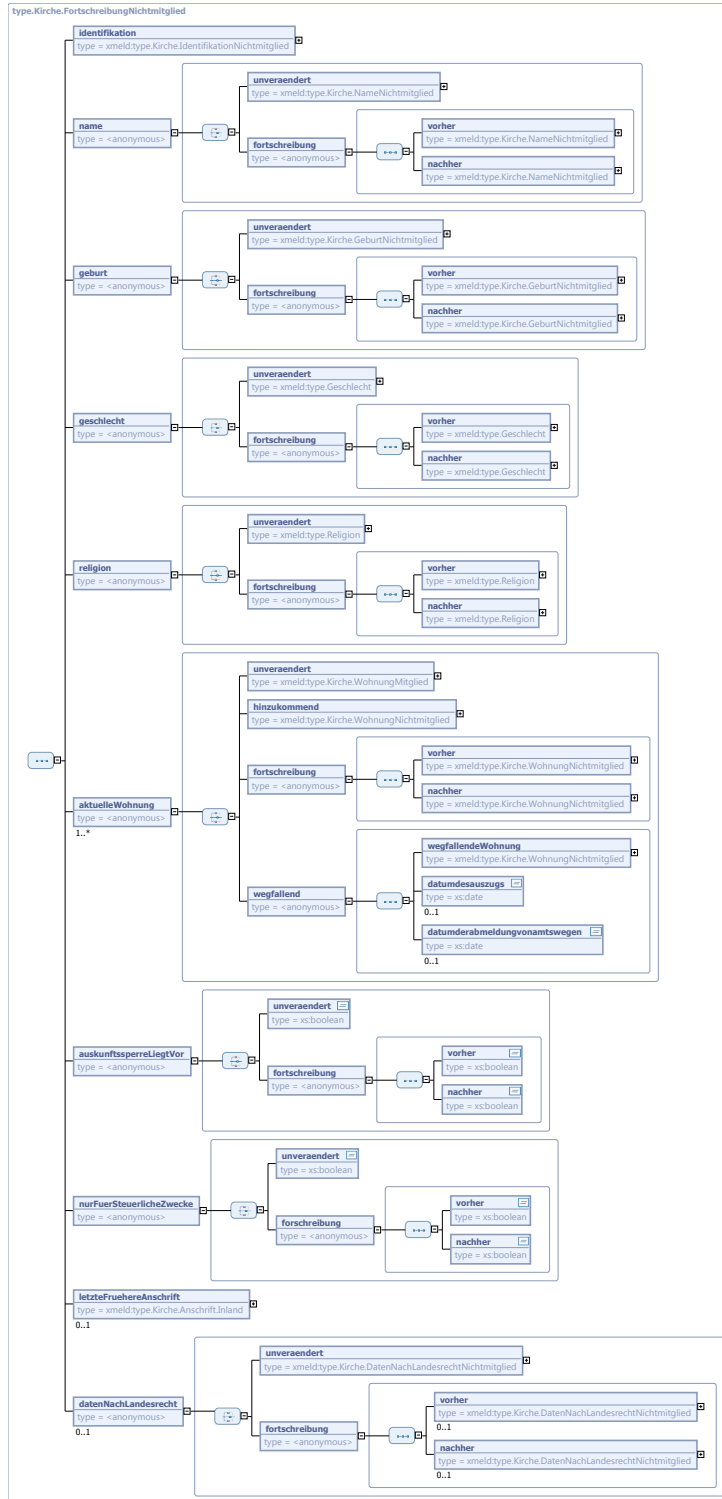 type.Kirche.FortschreibungNichtmitglied
identifikation
type = xmeld:type.Kirche.IdentifikationNichtmitglied
name
type = <anonymous>
unveraendert
type = xmeld:type.Kirche.NameNichtmitglied
fortschreibung
type = <anonymous>
vorher
type = xmeld:type.Kirche.NameNichtmitglied
nachher
type = xmeld:type.Kirche.NameNichtmitglied
geburt
type = <anonymous>
unveraendert
type = xmeld:type.Kirche.GeburtNichtmitglied
fortschreibung
type = <anonymous>
vorher
type = xmeld:type.Kirche.GeburtNichtmitglied
nachher
type = xmeld:type.Kirche.GeburtNichtmitglied
geschlecht
type = <anonymous>
unveraendert
type = xmeld:type.Geschlecht
fortschreibung
type = <anonymous>
vorher
type = xmeld:type.Geschlecht
nachher
type = xmeld:type.Geschlecht
religion
type = <anonymous>
unveraendert
type = xmeld:type.Religion
fortschreibung
type = <anonymous>
vorher
type = xmeld:type.Religion
nachher
type = xmeld:type.Religion
aktuelleWohnung
type = <anonymous>
1..*
unveraendert
type = xmeld:type.Kirche.WohnungMitglied
hinzukommend
type = xmeld:type.Kirche.WohnungNichtmitglied
fortschreibung
type = <anonymous>
vorher
type = xmeld:type.Kirche.WohnungNichtmitglied
nachher
type = xmeld:type.Kirche.WohnungNichtmitglied
wegfallend
type = <anonymous>
wegfallendeWohnung
type = xmeld:type.Kirche.WohnungNichtmitglied
datumdesauszugs
type = xs:date
0..1
datumderabmeldungvonamtswegen
type = xs:date
0..1
auskunftssperreLiegtVor
type = <anonymous>
unveraendert
type = xs:boolean
fortschreibung
type = <anonymous>
vorher
type = xs:boolean
nachher
type = xs:boolean
nurFuerSteuerlicheZwecke
type = <anonymous>
unveraendert
type = xs:boolean
forschreibung
type = <anonymous>
vorher
type = xs:boolean
nachher
type = xs:boolean
letzteFruehereAnschrift
type = xmeld:type.Kirche.Anschrift.Inland
0..1
datenNachLandesrecht
type = <anonymous>
0..1
unveraendert
type = xmeld:type.Kirche.DatenNachLandesrechtNichtmitglied
fortschreibung
type = <anonymous>
vorher
type = xmeld:type.Kirche.DatenNachLandesrechtNichtmitglied
0..1
nachher
type = xmeld:type.Kirche.DatenNachLandesrechtNichtmitglied
0..1